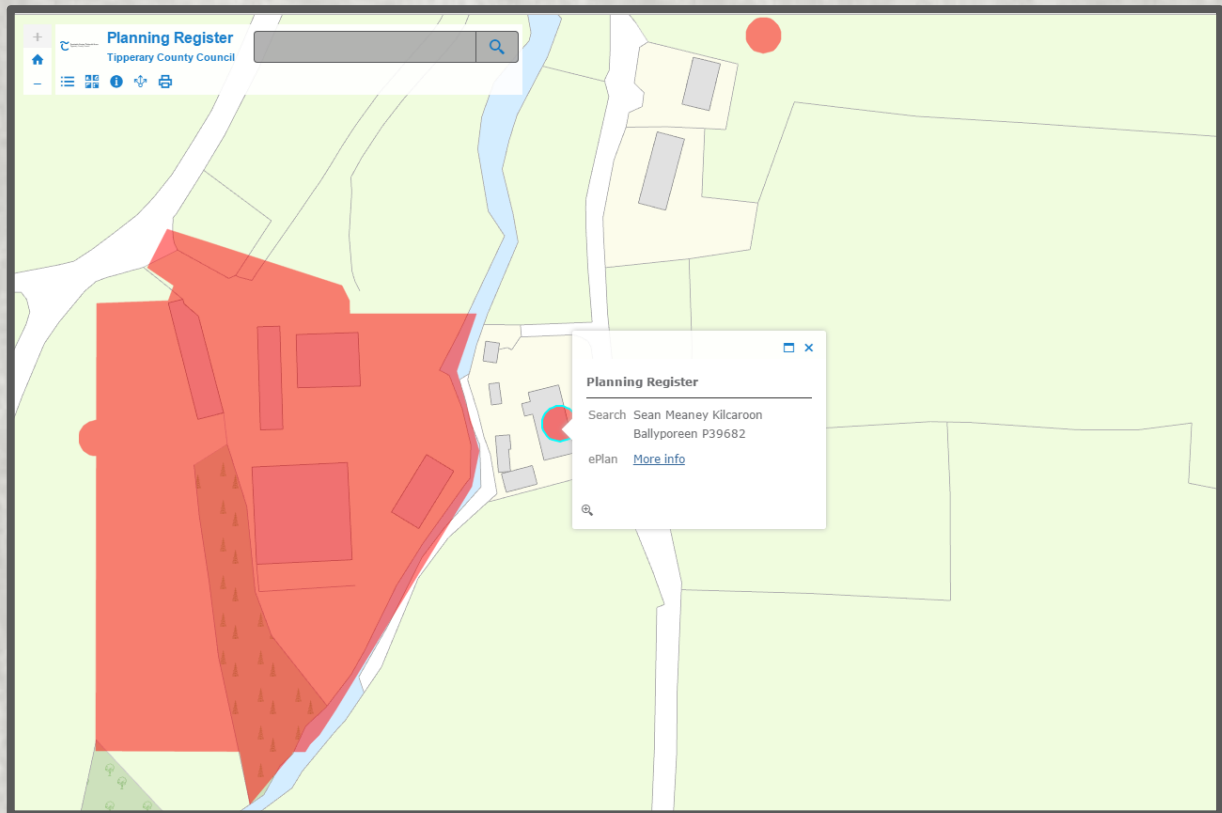 Planning Register
Tipperary County Council
Planning Register
Search Sean Meaney Kilcaroon
Ballyporeen P39682
ePlan More info